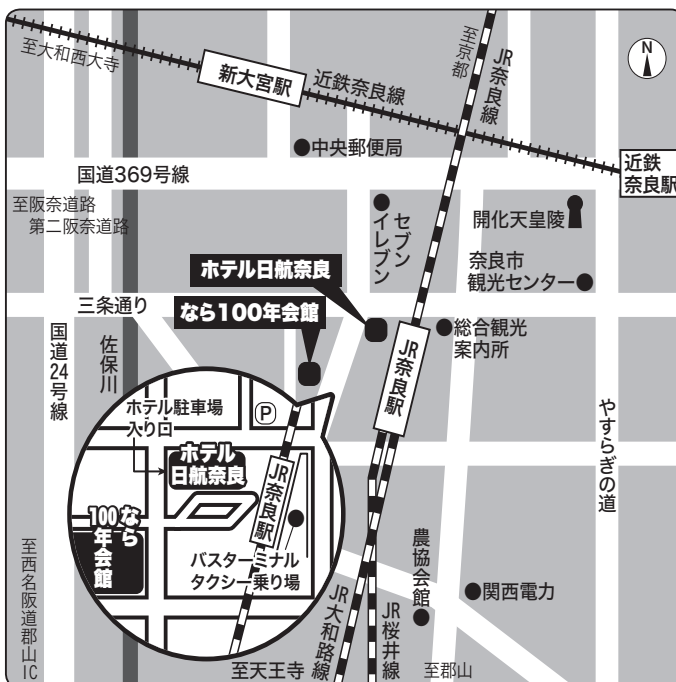 至大和西大寺
新大宮駅
近鉄奈良線
至京都
JR奈良線
N
中央郵便局
近鉄
奈良駅
国道369号線
至阪奈道路
第二阪奈道路
セブン
イレブン
開化天皇陵
奈良市
観光センター
ホテル日航奈良
なら100年会館
三条通り
国道24号線
佐保川
JR奈良駅
総合観光
案内所
やすらぎの道
ホテル駐車場
入り口
P
ホテル
日航奈良
JR奈良駅
なら
100年会館
バスターミナル
タクシー乗り場
農協会館
関西電力
至西名阪道郡山IC
JR大和路線
JR桜井線
至天王寺
至郡山